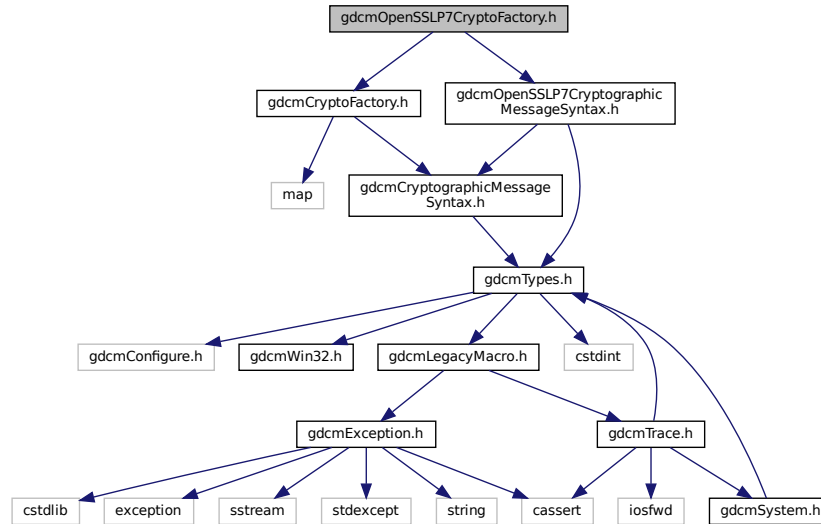 gdcmOpenSSLP7CryptoFactory.h
gdcmCryptoFactory.h
gdcmOpenSSLP7Cryptographic
MessageSyntax.h
map
gdcmCryptographicMessage
Syntax.h
gdcmTypes.h
gdcmConfigure.h
gdcmWin32.h
gdcmLegacyMacro.h
cstdint
gdcmException.h
gdcmTrace.h
cstdlib
exception
sstream
stdexcept
string
cassert
iosfwd
gdcmSystem.h